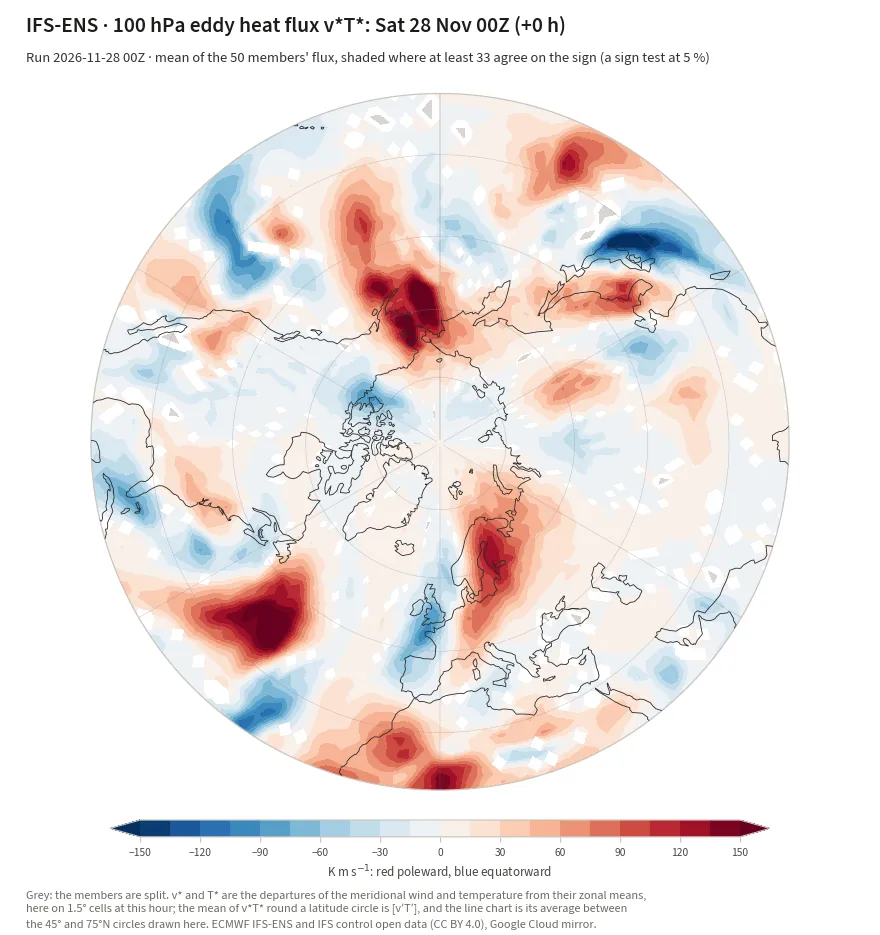 IFS-ENS · 100 hPa eddy heat flux v*T*: Sat 28 Nov 00Z (+0 h)
Run 2026-11-28 00Z · mean of the 50 members' flux, shaded where at least 33 agree on the sign (a sign test at 5 %)
−150 −120 −90 −60 −30 0 30 60 90 120 150
K m s⁻¹: red poleward, blue equatorward
Grey: the members are split. v* and T* are the departures of the meridional wind and temperature from their zonal means,
here on 1.5° cells at this hour; the mean of v*T* round a latitude circle is [v'T'], and the line chart is its average between
the 45° and 75°N circles drawn here. ECMWF IFS-ENS and IFS control open data (CC BY 4.0), Google Cloud mirror.